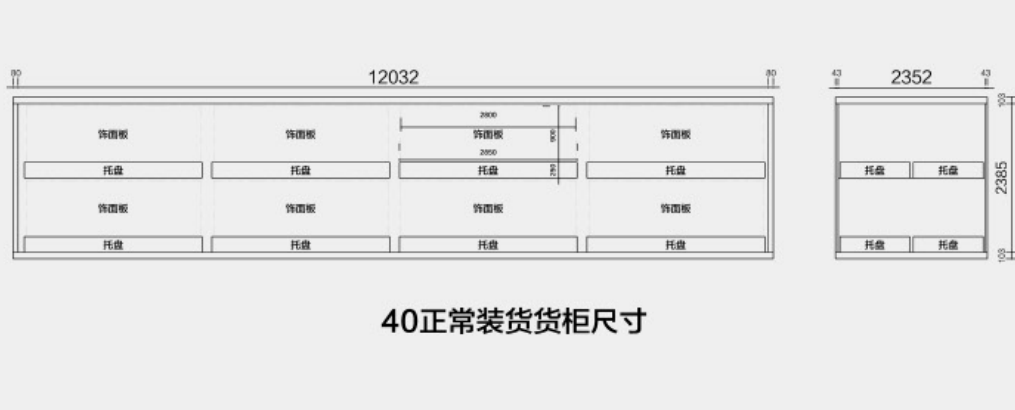 80 12032 80 43 2352 43
103
2800
饰面板 饰面板 饰面板 900 饰面板
2650
托盘 托盘 托盘 250 托盘 托盘 托盘
2385
饰面板 饰面板 饰面板 饰面板
托盘 托盘 托盘 托盘 托盘 托盘
103
40正常装货货柜尺寸